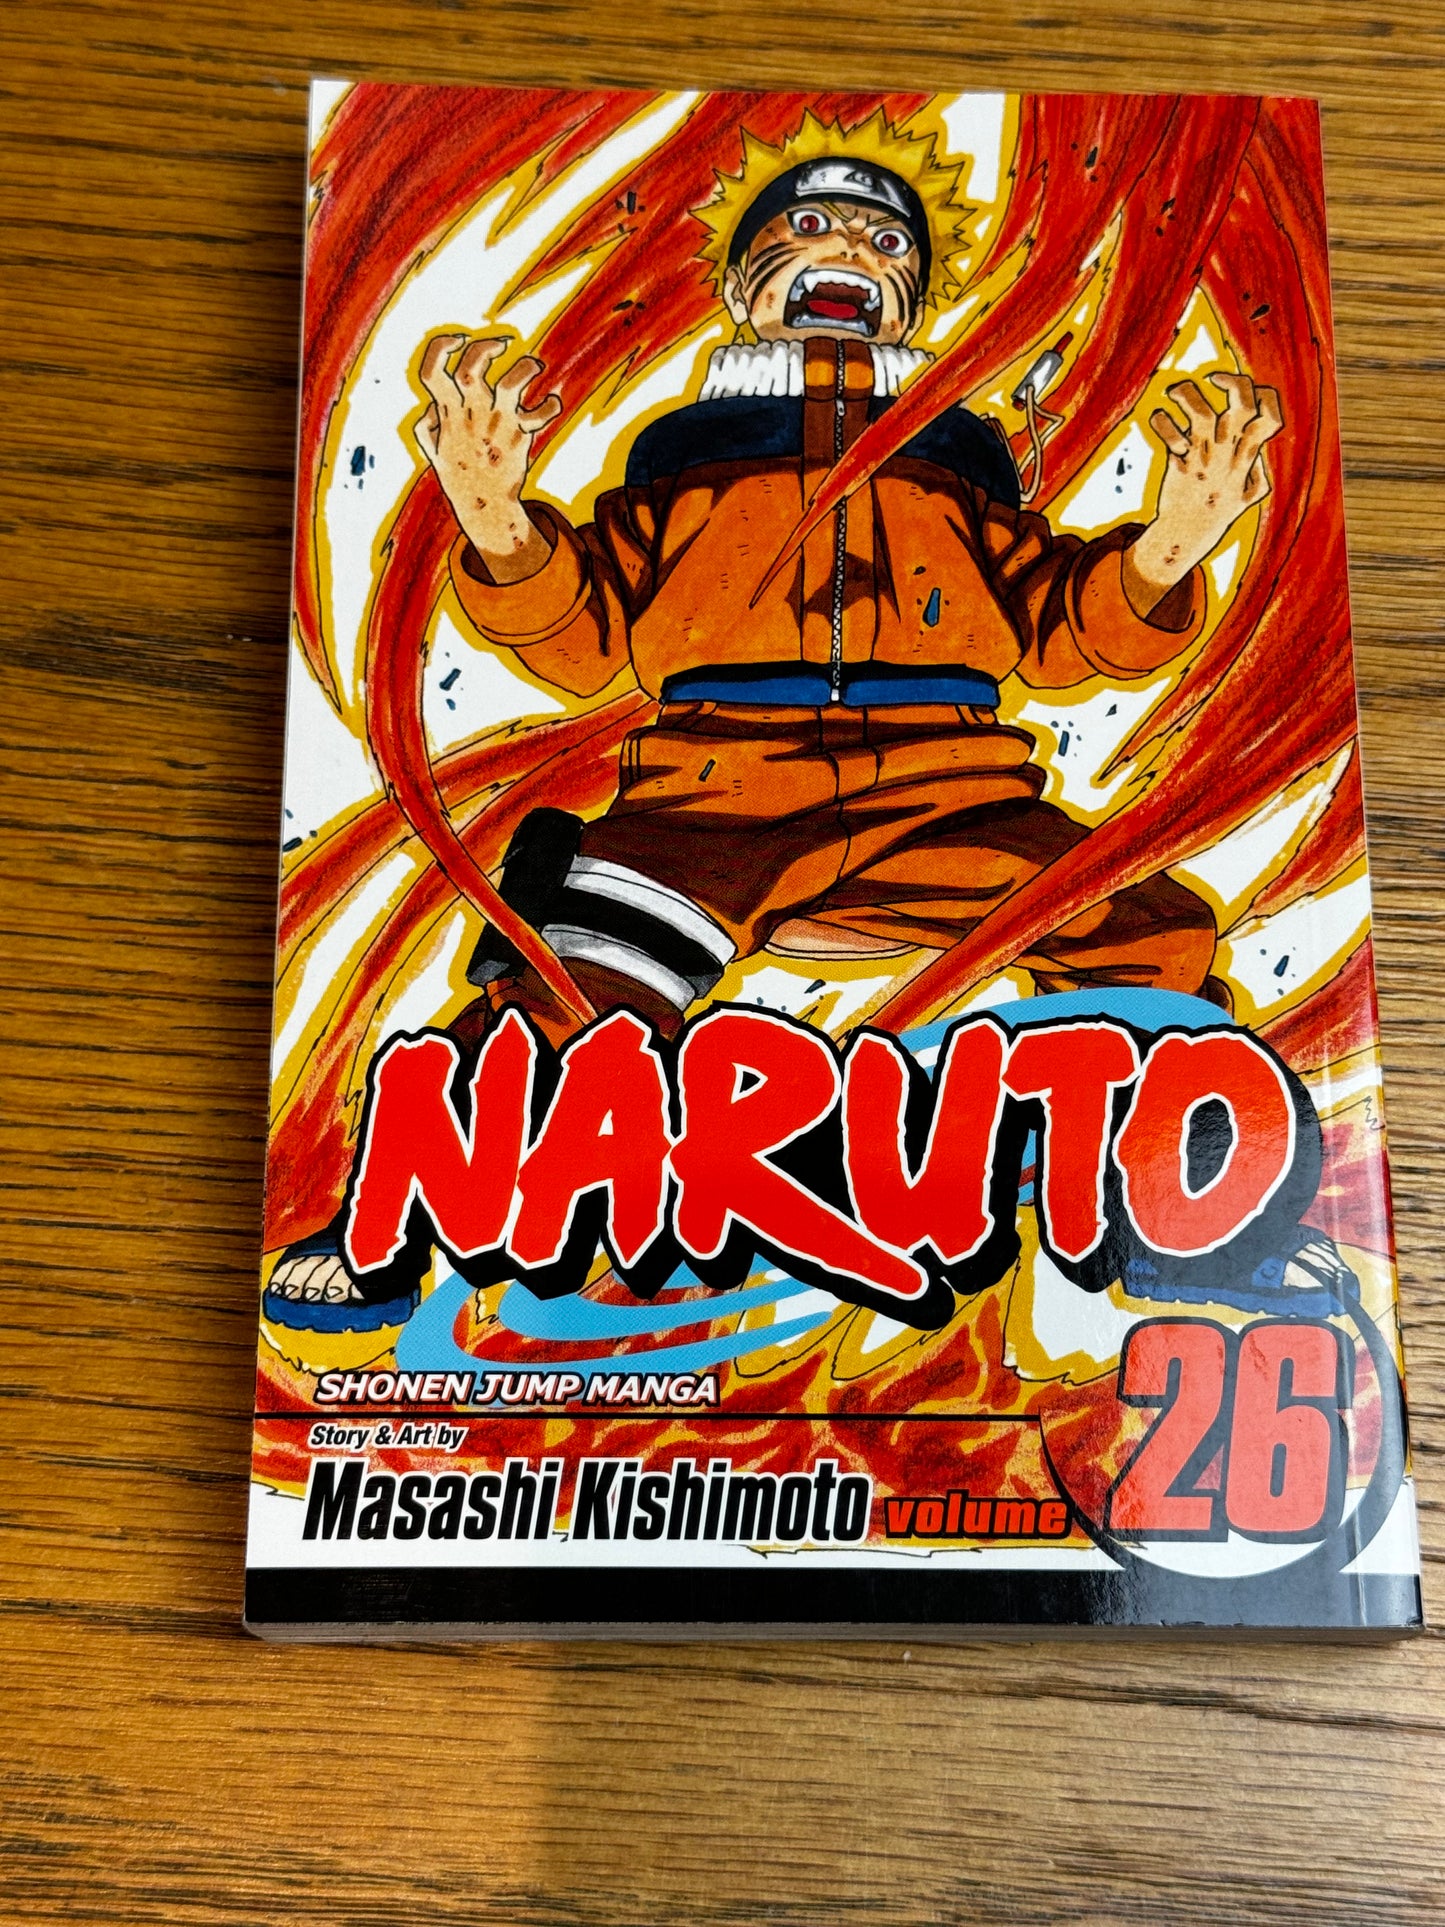 NARUTO
SHONEN JUMP MANGA
Story & Art by
Masashi Kishimoto
volume 26